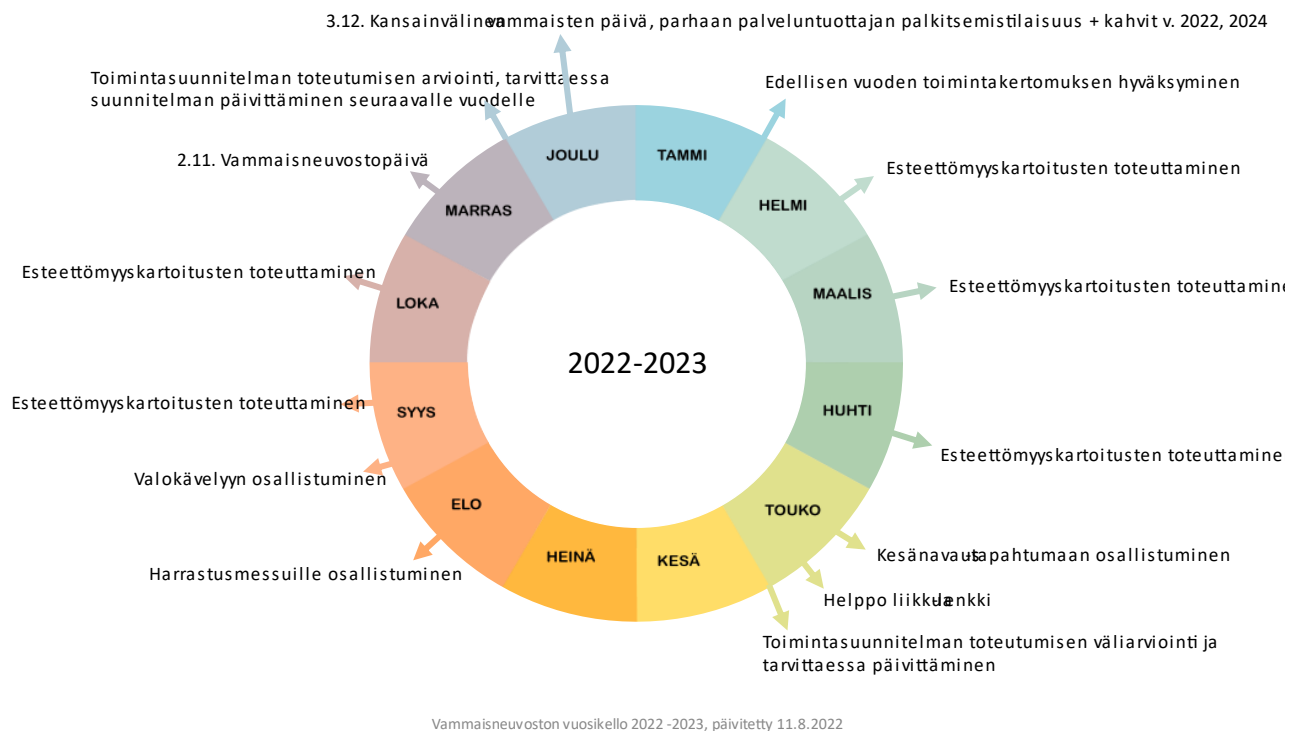 3.12. Kansainvälinen vammaisten päivä, parhaan palveluntuottajan palkitsemistilaisuus + kahvit v. 2022, 2024
Toimintasuunnitelman toteutumisen arviointi, tarvittaessa
suunnitelman päivittäminen seuraavalle vuodelle
Edellisen vuoden toimintakertomuksen hyväksyminen
2.11. Vammaisneuvostopäivä
JOULU
TAMMI
Esteettömyyskartoitusten toteuttaminen
MARRAS
HELMI
Esteettömyyskartoitusten toteuttaminen
LOKA
MAALIS
Esteettömyyskartoitusten toteuttamine
2022-2023
Esteettömyyskartoitusten toteuttaminen
SYYS
HUHTI
Esteettömyyskartoitusten toteuttamine
Valokävelyyn osallistuminen
ELO
TOUKO
Harrastusmessuille osallistuminen
HEINÄ
KESÄ
Kesänavaus-tapahtumaan osallistuminen
Helppo liikkua-lenkki
Toimintasuunnitelman toteutumisen väliarviointi ja
tarvittaessa päivittäminen
Vammaisneuvoston vuosikello 2022 -2023, päivitetty 11.8.2022